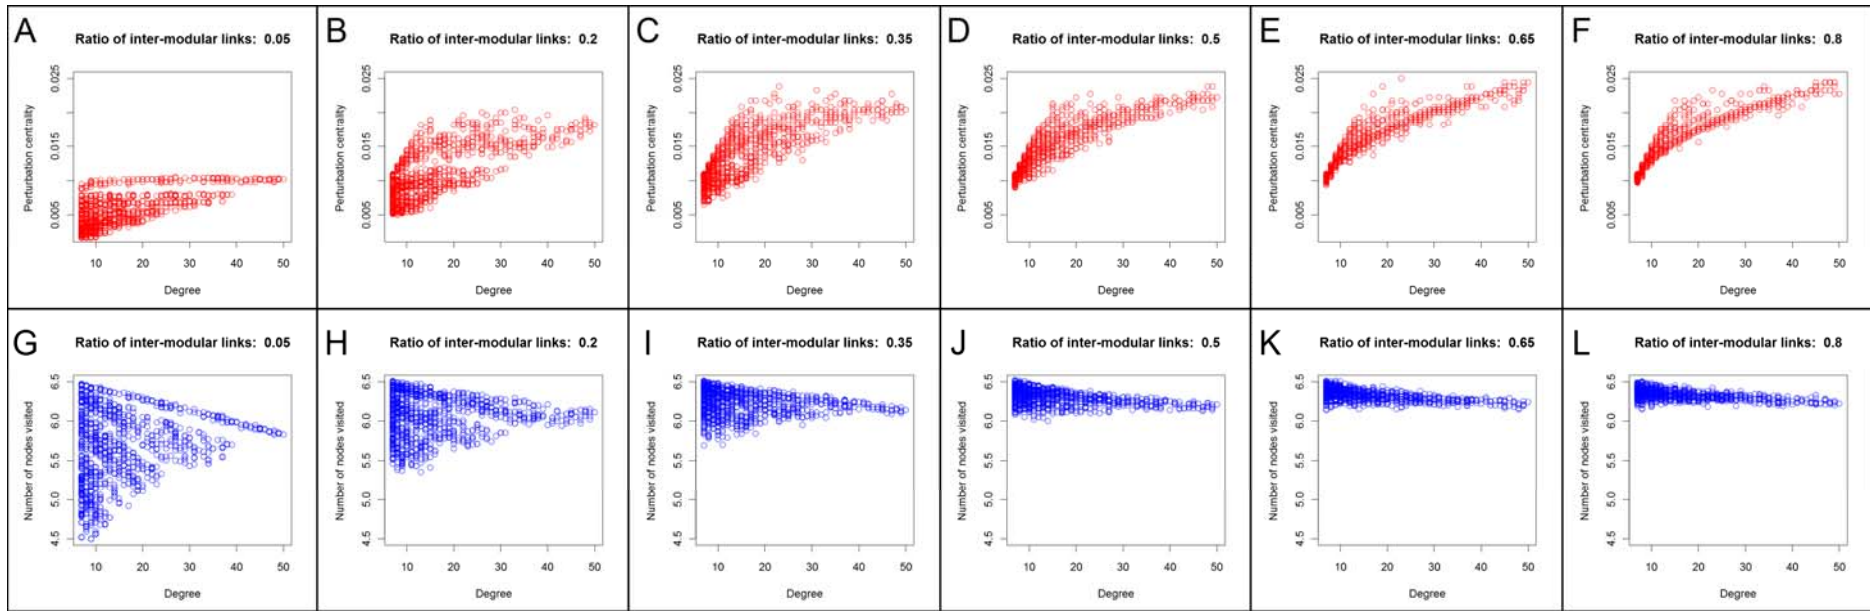 A
Ratio of inter-modular links: 0.05
Perturbation centrality
0.005 0.015 0.025
10 20 30 40 50
Degree
B
Ratio of inter-modular links: 0.2
Perturbation centrality
0.005 0.015 0.025
10 20 30 40 50
Degree
C
Ratio of inter-modular links: 0.35
Perturbation centrality
0.005 0.015 0.025
10 20 30 40 50
Degree
D
Ratio of inter-modular links: 0.5
Perturbation centrality
0.005 0.015 0.025
10 20 30 40 50
Degree
E
Ratio of inter-modular links: 0.65
Perturbation centrality
0.005 0.015 0.025
10 20 30 40 50
Degree
F
Ratio of inter-modular links: 0.8
Perturbation centrality
0.005 0.015 0.025
10 20 30 40 50
Degree
G
Ratio of inter-modular links: 0.05
Number of nodes visited
4.5 5.0 5.5 6.0 6.5
10 20 30 40 50
Degree
H
Ratio of inter-modular links: 0.2
Number of nodes visited
4.5 5.0 5.5 6.0 6.5
10 20 30 40 50
Degree
I
Ratio of inter-modular links: 0.35
Number of nodes visited
4.5 5.0 5.5 6.0 6.5
10 20 30 40 50
Degree
J
Ratio of inter-modular links: 0.5
Number of nodes visited
4.5 5.0 5.5 6.0 6.5
10 20 30 40 50
Degree
K
Ratio of inter-modular links: 0.65
Number of nodes visited
4.5 5.0 5.5 6.0 6.5
10 20 30 40 50
Degree
L
Ratio of inter-modular links: 0.8
Number of nodes visited
4.5 5.0 5.5 6.0 6.5
10 20 30 40 50
Degree